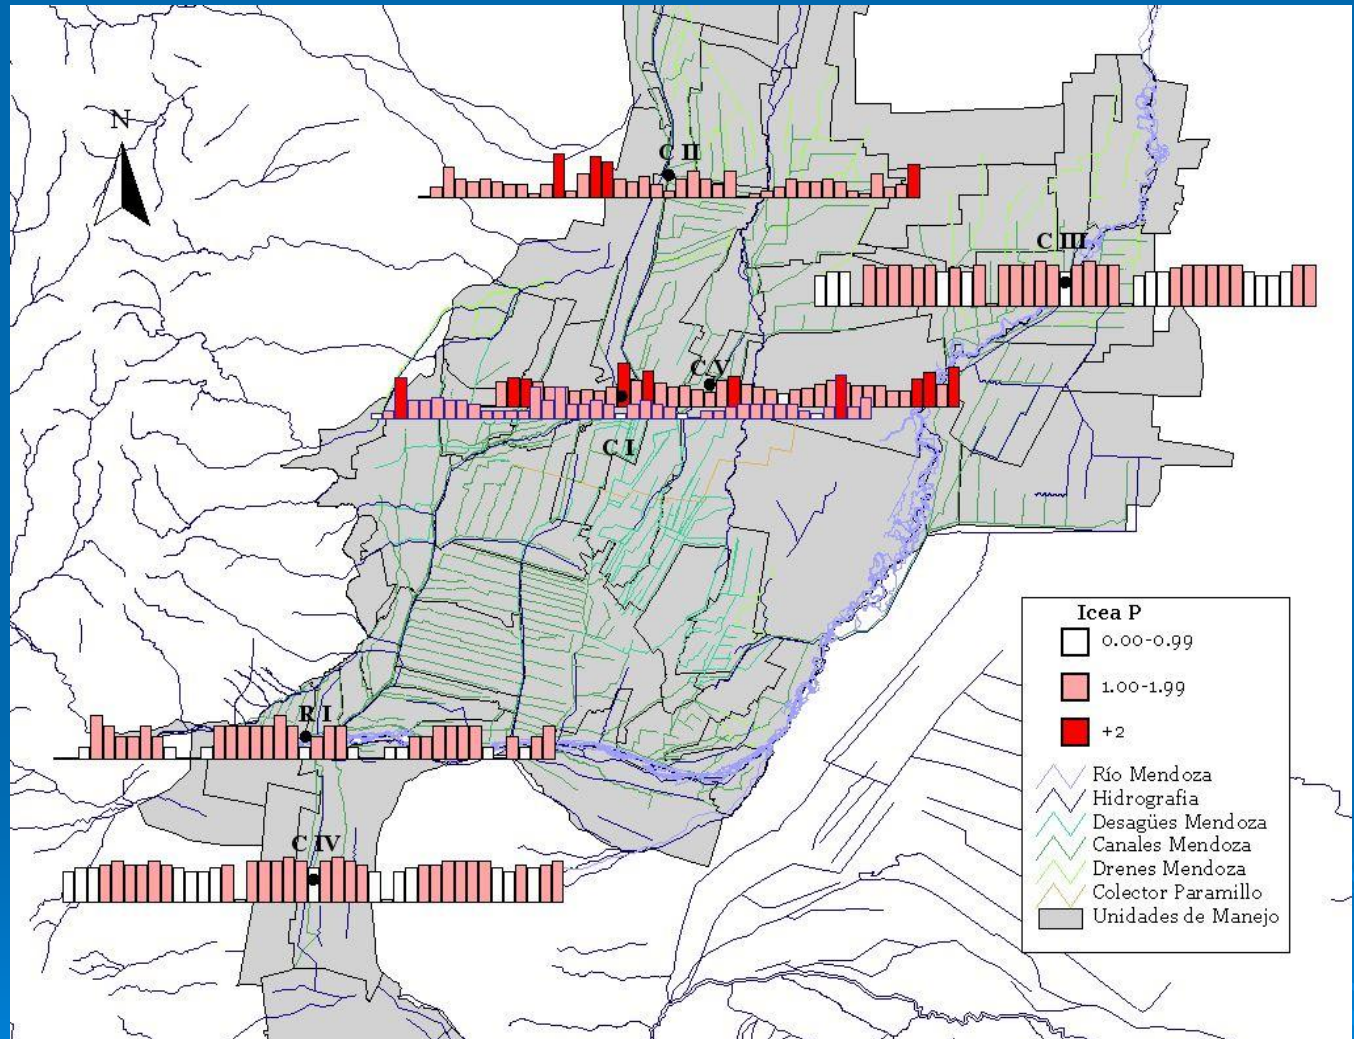 N
C II
C III
C V
C I
R I
C IV
Icea P
0.00-0.99
1.00-1.99
+2
Río Mendoza
Hidrografia
Desagües Mendoza
Canales Mendoza
Drenes Mendoza
Colector Paramillo
Unidades de Manejo